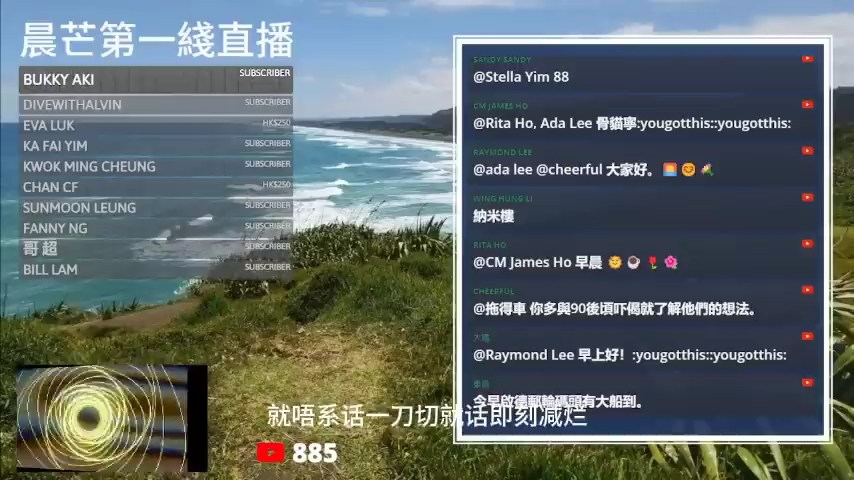 晨芒第一綫直播
BUKKY AKI SUBSCRIBER
DIVEWITHALVIN SUBSCRIBER
EVA LUK HK$250
KA FAI YIM SUBSCRIBER
KWOK MING CHEUNG SUBSCRIBER
CHAN CF HK$250
SUNMOON LEUNG SUBSCRIBER
FANNY NG SUBSCRIBER
哥 超 SUBSCRIBER
BILL LAM SUBSCRIBER
SANDY SANDY
@Stella Yim 88
CM JAMES HO
@Rita Ho, Ada Lee 骨貓寧:yougotthis::yougotthis:
RAYMOND LEE
@ada lee @cheerful 大家好。
WING HUNG LI
納米樓
RITA HO
@CM James Ho 早晨
CHEERFUL
@拖得車 你多與90後頃吓偈就了解他們的想法。
@Raymond Lee 早上好！:yougotthis::yougotthis:
今早啟德郵輪碼頭有大船到。
就唔系话一刀切就话即刻减烂
885